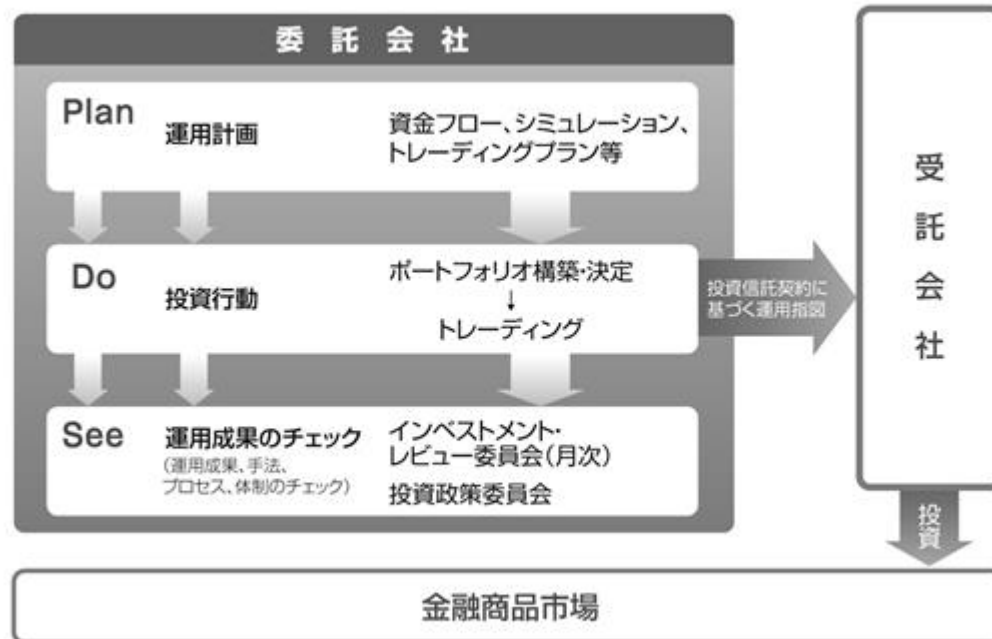 委託会社
Plan
運用計画
資金フロー、シミュレーション、
トレーディングプラン等
Do
投資行動
ポートフォリオ構築・決定
↓
トレーディング
See
運用成果のチェック
（運用成果、手法、
プロセス、体制のチェック）
インベストメント・
レビュー委員会（月次）
投資政策委員会
投資信託契約に
基づく運用指図
受託会社
投資
金融商品市場